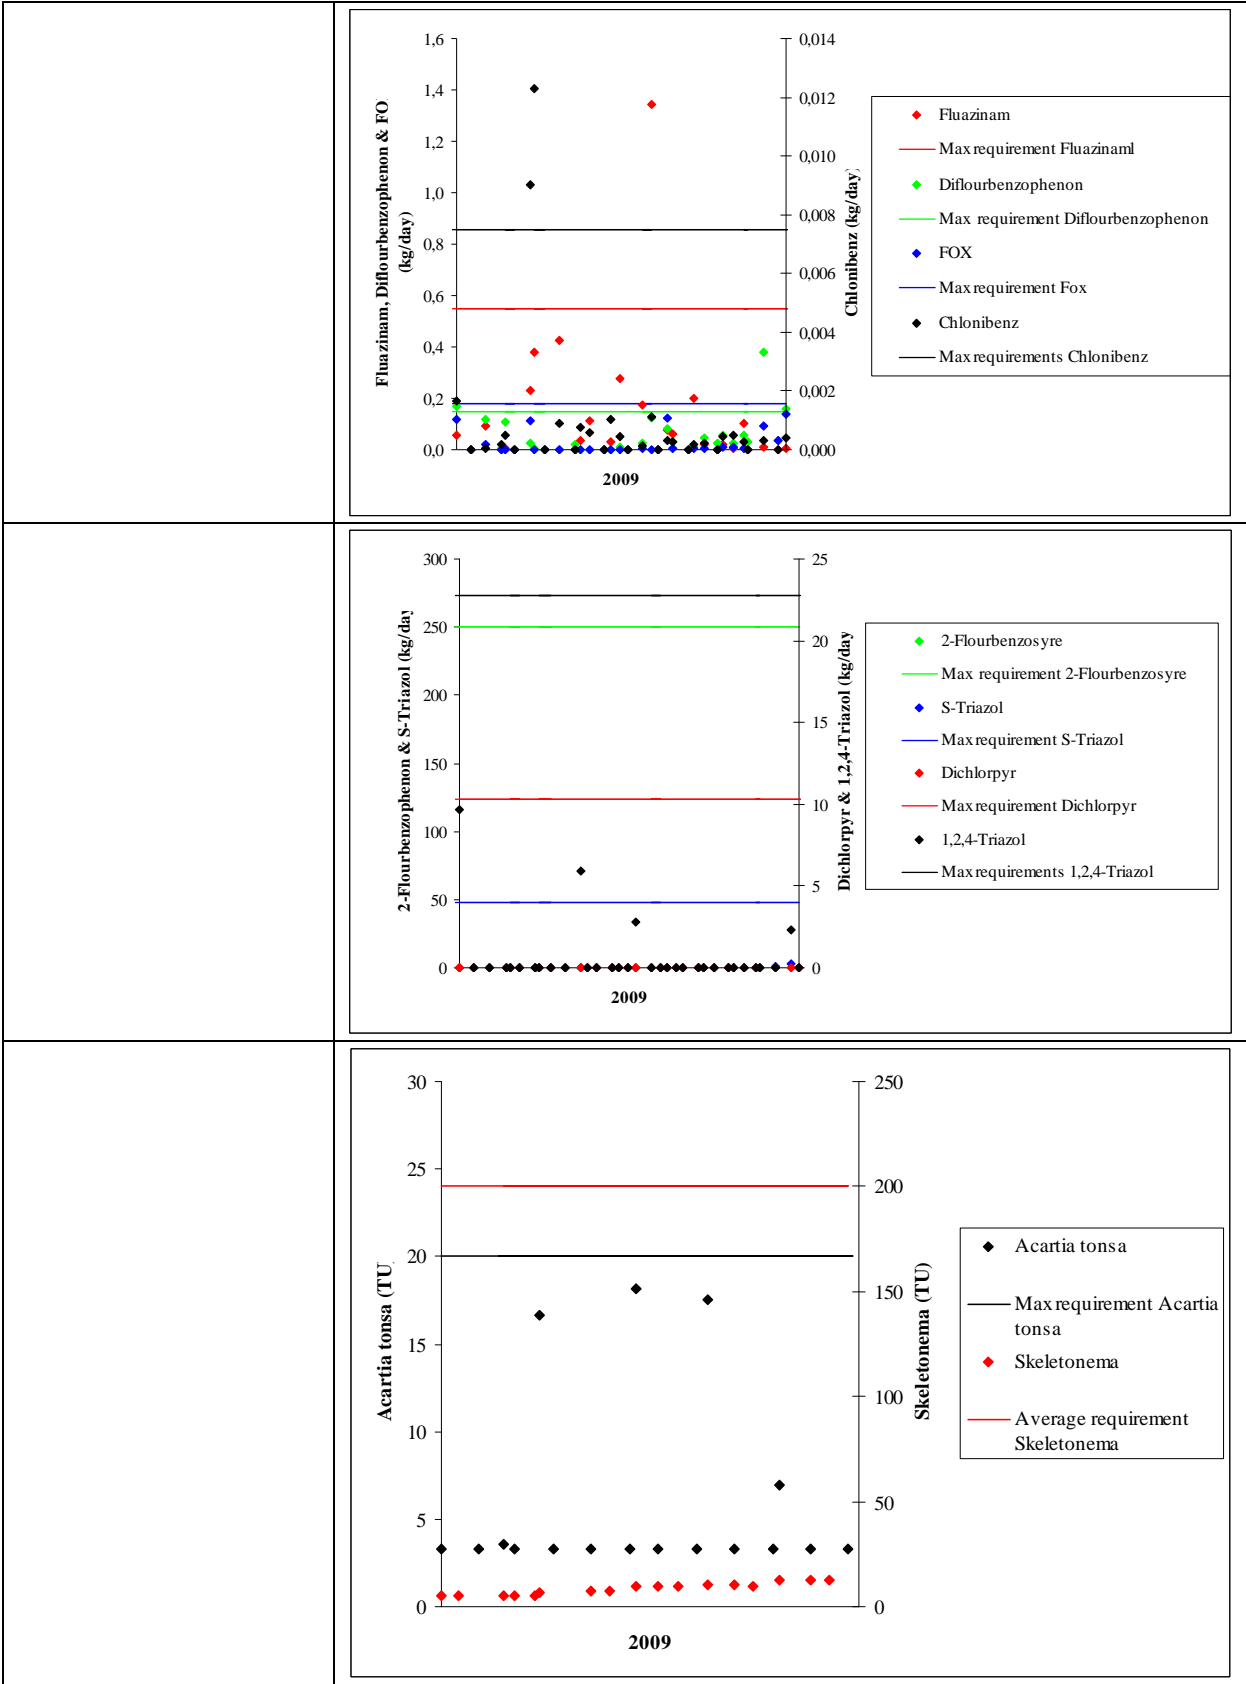 1,6
1,4
1,2
1,0
0,8
0,6
0,4
0,2
0,0
Fluazinam, Diflourbenzophenon & FO
(kg/day)
0,014
0,012
0,010
0,008
0,006
0,004
0,002
0,000
Chlonibenz (kg/day)
2009
Fluazinam
Max requirement Fluazinaml
Diflourbenzophenon
Max requirement Diflourbenzophenon
FOX
Max requirement Fox
Chlonibenz
Max requirements Chlonibenz
300
250
200
150
100
50
0
2-Flourbenzophenon & S-Triazol (kg/day
25
20
15
10
5
0
Dichlorpyr & 1,2,4-Triazol (kg/day
2009
2-Flourbenzosyre
Max requirement 2-Flourbenzosyre
S-Triazol
Max requirement S-Triazol
Dichlorpyr
Max requirement Dichlorpyr
1,2,4-Triazol
Max requirements 1,2,4-Triazol
30
25
20
15
10
5
0
Acartia tonsa (TU
250
200
150
100
50
0
Skeletonema (TU)
2009
Acartia tonsa
Max requirement Acartia
tonsa
Skeletonema
Average requirement
Skeletonema